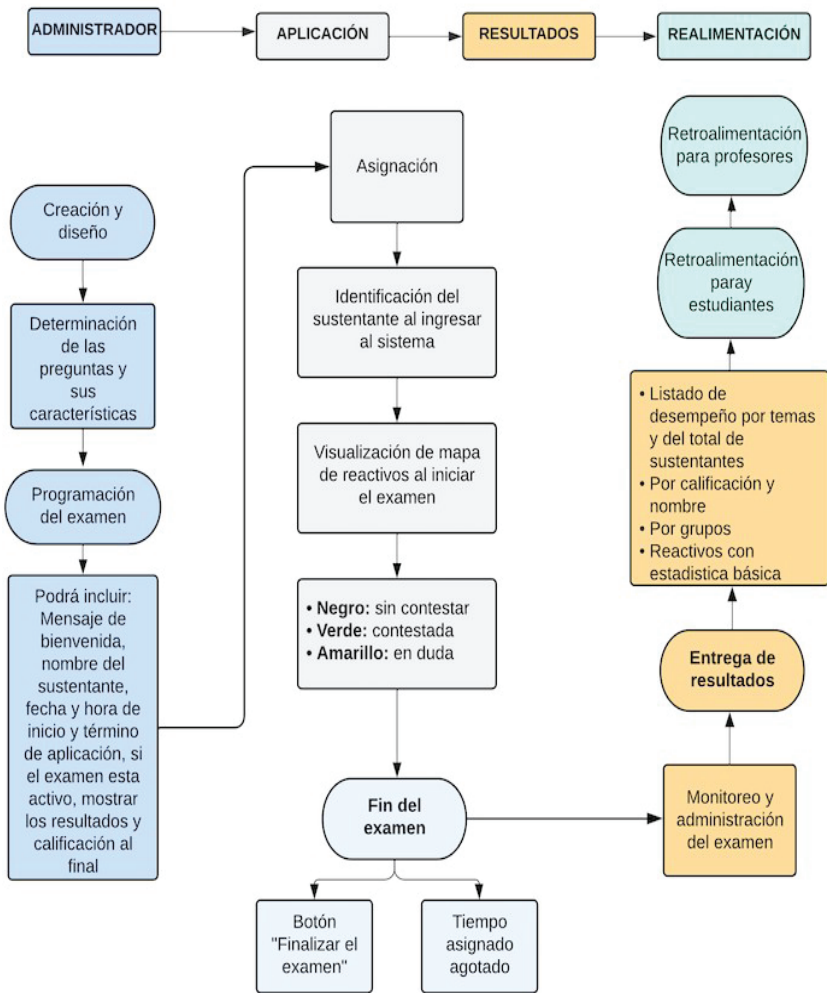 ADMINISTRADOR
APLICACIÓN
RESULTADOS
REALIMENTACIÓN
Creación y
diseño
Determinación
de las
preguntas y
sus
características
Programación
del examen
Podrá incluir:
Mensaje de
bienvenida,
nombre del
sustentante,
fecha y hora de
inicio y término
de aplicación, si
el examen esta
activo, mostrar
los resultados y
calificación al
final
Asignación
Identificación del
sustentante al ingresar
al sistema
Visualización de mapa
de reactivos al iniciar
el examen
• Negro: sin contestar
• Verde: contestada
• Amarillo: en duda
Fin del
examen
Botón
"Finalizar el
examen"
Tiempo
asignado
agotado
Monitoreo y
administración
del examen
Entrega de
resultados
• Listado de
desempeño por temas
y del total de
sustentantes
• Por calificación y
nombre
• Por grupos
• Reactivos con
estadistica básica
Retroalimentación
paray
estudiantes
Retroalimentación
para profesores